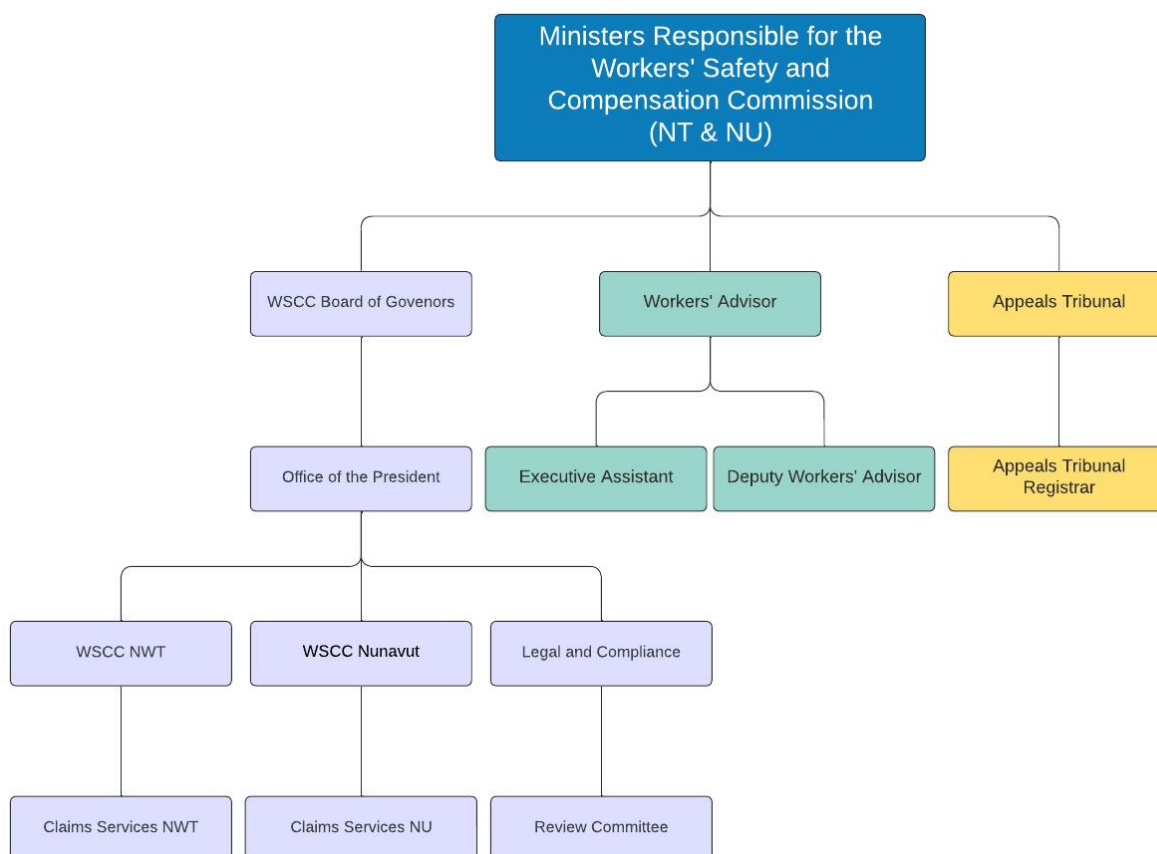 Ministers Responsible for the
Workers' Safety and
Compensation Commission
(NT & NU)
WSCC Board of Govenors
Workers' Advisor
Appeals Tribunal
Office of the President
Executive Assistant
Deputy Workers' Advisor
Appeals Tribunal
Registrar
WSCC NWT
WSCC Nunavut
Legal and Compliance
Claims Services NWT
Claims Services NU
Review Committee